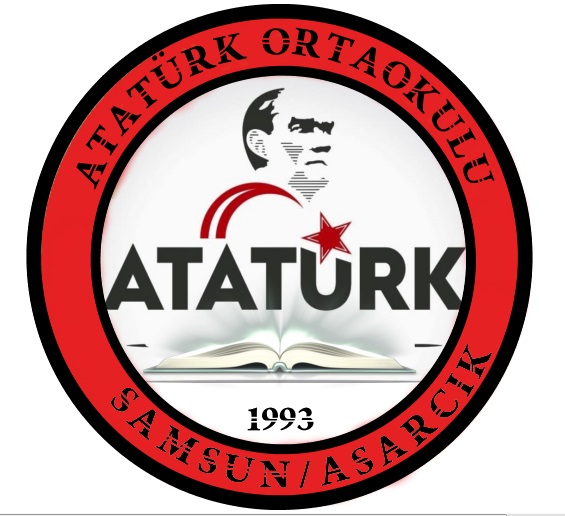 ATATÜRK ORTAOKULU
ATATÜRK
1993
SAMSUN/ASARCIK